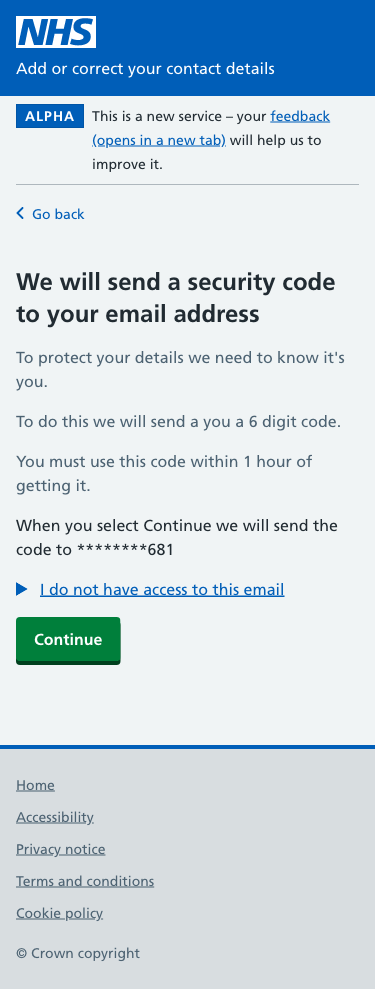 NHS
Add or correct your contact details
ALPHA This is a new service – your feedback
(opens in a new tab) will help us to
improve it.
Go back
We will send a security code
to your email address
To protect your details we need to know it's
you.
To do this we will send a you a 6 digit code.
You must use this code within 1 hour of
getting it.
When you select Continue we will send the
code to ********681
I do not have access to this email
Continue
Home
Accessibility
Privacy notice
Terms and conditions
Cookie policy
© Crown copyright